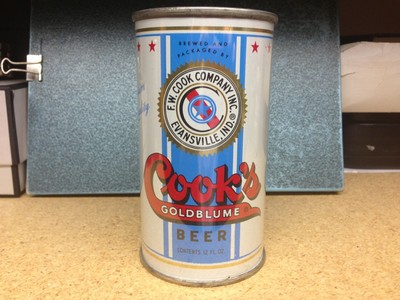 BREWED AND
PACKAGED BY
F.W. COOK COMPANY INC.
EVANSVILLE, IND.®
Cook's
GOLDBLUME
BEER
CONTENTS 12 FL. OZ.